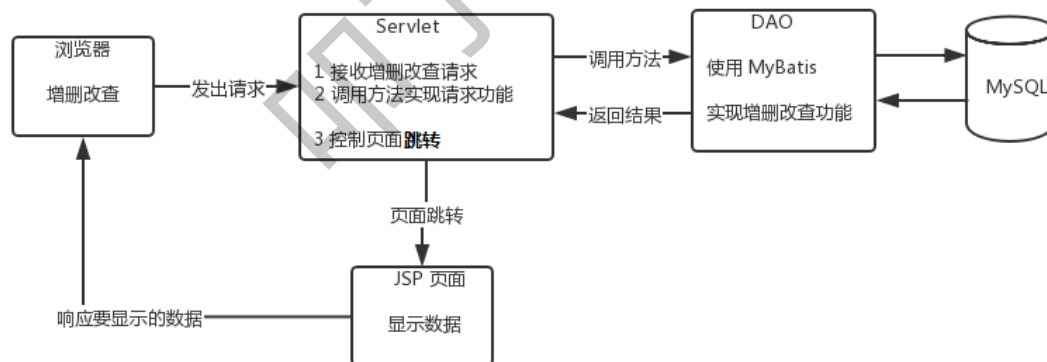 浏览器
增删改查
发出请求
Servlet
1 接收增删改查请求
2 调用方法实现请求功能
3 控制页面跳转
调用方法
返回结果
DAO
使用 MyBatis
实现增删改查功能
MySQL
页面跳转
JSP 页面
显示数据
响应要显示的数据